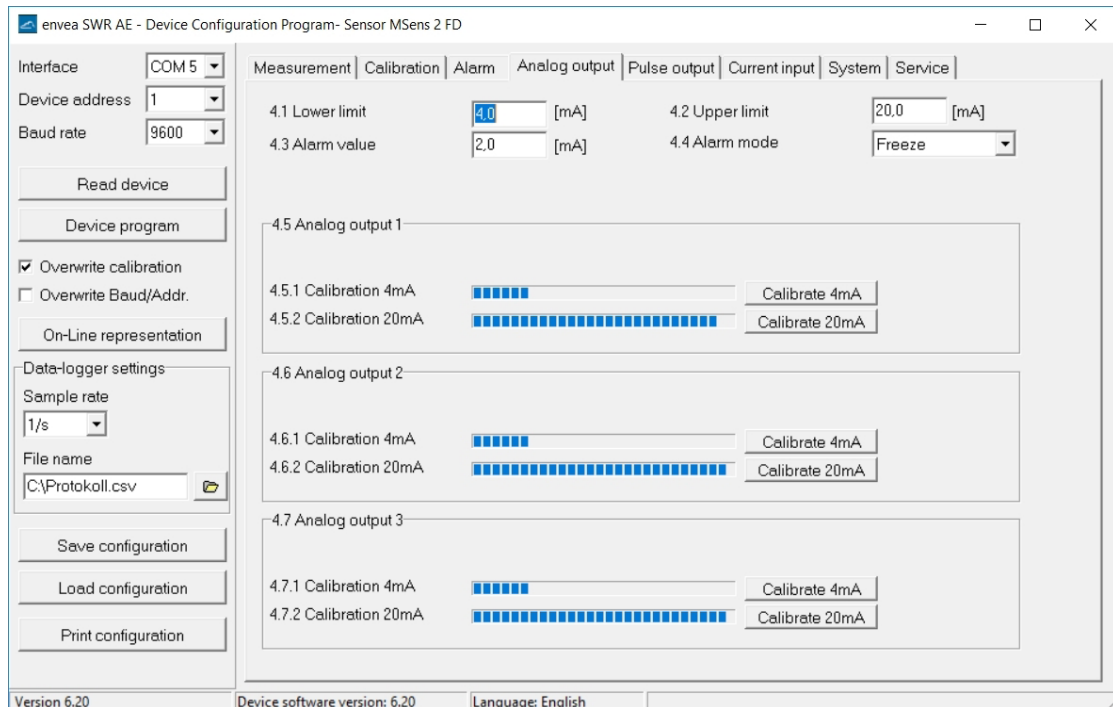 envea SWR AE - Device Configuration Program- Sensor MSens 2 FD
Interface
COM 5
Device address
1
Baud rate
9600
Read device
Device program
Overwrite calibration
Overwrite Baud/Addr.
On-Line representation
Data-logger settings
Sample rate
1/s
File name
C:\Protokoll.csv
Save configuration
Load configuration
Print configuration
Measurement
Calibration
Alarm
Analog output
Pulse output
Current input
System
Service
4.1 Lower limit
4,0
[mA]
4.2 Upper limit
20,0
[mA]
4.3 Alarm value
2,0
[mA]
4.4 Alarm mode
Freeze
4.5 Analog output 1
4.5.1 Calibration 4mA
Calibrate 4mA
4.5.2 Calibration 20mA
Calibrate 20mA
4.6 Analog output 2
4.6.1 Calibration 4mA
Calibrate 4mA
4.6.2 Calibration 20mA
Calibrate 20mA
4.7 Analog output 3
4.7.1 Calibration 4mA
Calibrate 4mA
4.7.2 Calibration 20mA
Calibrate 20mA
Version 6.20
Device software version: 6.20
Language: English